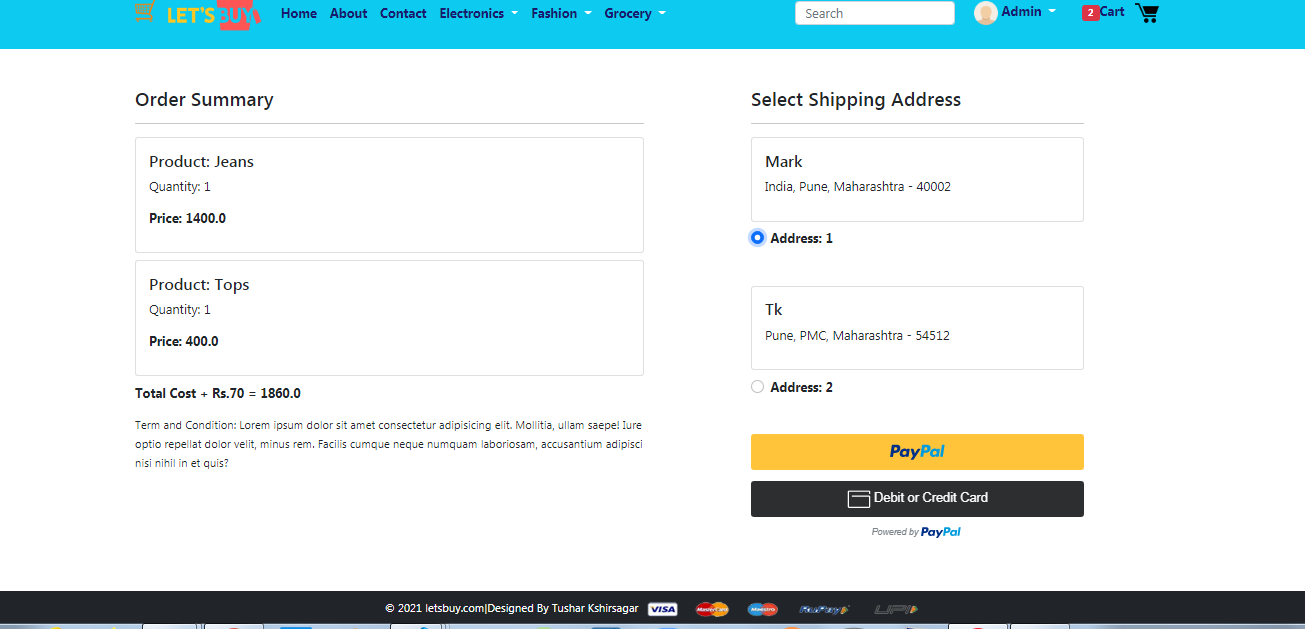 LET'S BUY Home About Contact Electronics Fashion Grocery Search Admin 2 Cart
Order Summary
Product: Jeans
Quantity: 1
Price: 1400.0
Product: Tops
Quantity: 1
Price: 400.0
Total Cost + Rs.70 = 1860.0
Term and Condition: Lorem ipsum dolor sit amet consectetur adipisicing elit. Mollitia, ullam saepe! Iure
optio repellat dolor velit, minus rem. Facilis cumque neque numquam laboriosam, accusantium adipisci
nisi nihil in et quis?
Select Shipping Address
Mark
India, Pune, Maharashtra - 40002
Address: 1
Tk
Pune, PMC, Maharashtra - 54512
Address: 2
PayPal
Debit or Credit Card
Powered by PayPal
© 2021 letsbuy.com|Designed By Tushar Kshirsagar VISA MasterCard Maestro RuPay UPI